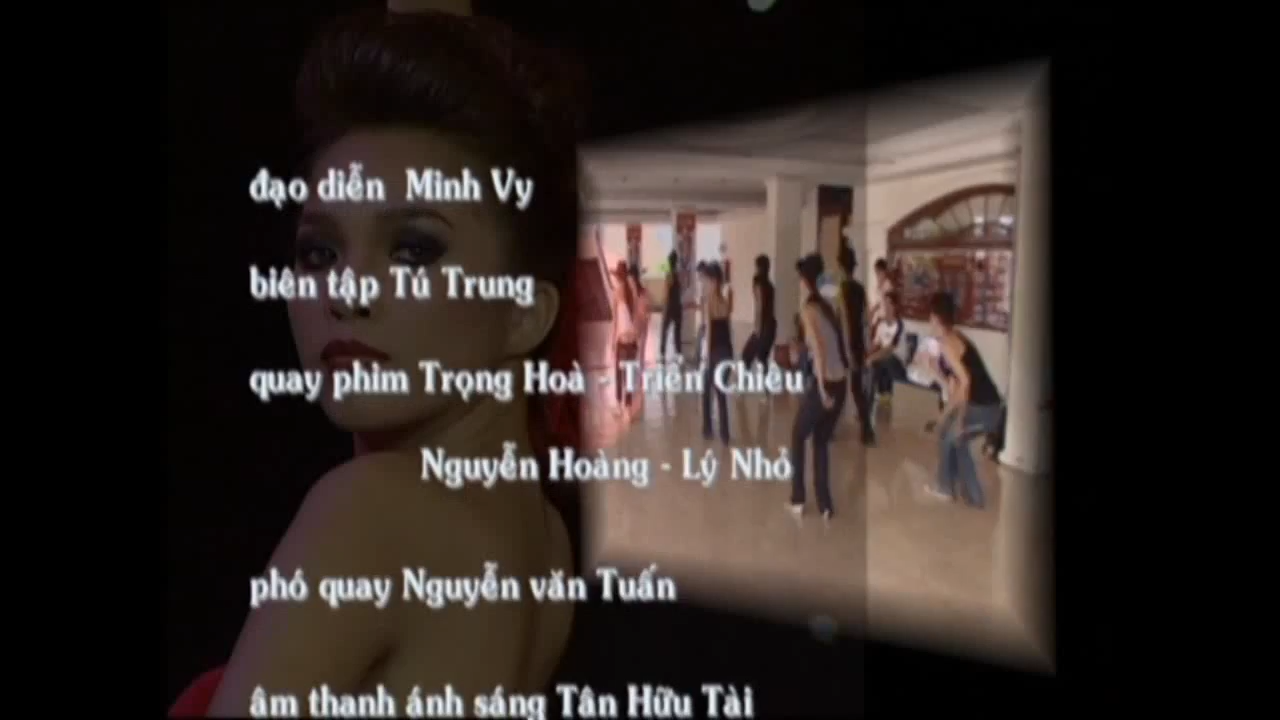 đạo diễn Minh Vy
biên tập Tú Trung
quay phim Trọng Hoà - Triển Chiêu
Nguyễn Hoàng - Lý Nhỏ
phó quay Nguyễn văn Tuấn
âm thanh ánh sáng Tân Hữu Tài